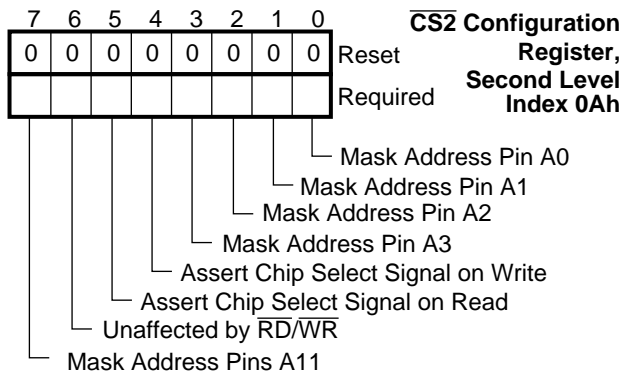 7 6 5 4 3 2 1 0
CS2 Configuration
Register,
Second Level
Index 0Ah
0 0 0 0 0 0 0 0 Reset
Required
Mask Address Pin A0
Mask Address Pin A1
Mask Address Pin A2
Mask Address Pin A3
Assert Chip Select Signal on Write
Assert Chip Select Signal on Read
Unaffected by RD/WR
Mask Address Pins A11